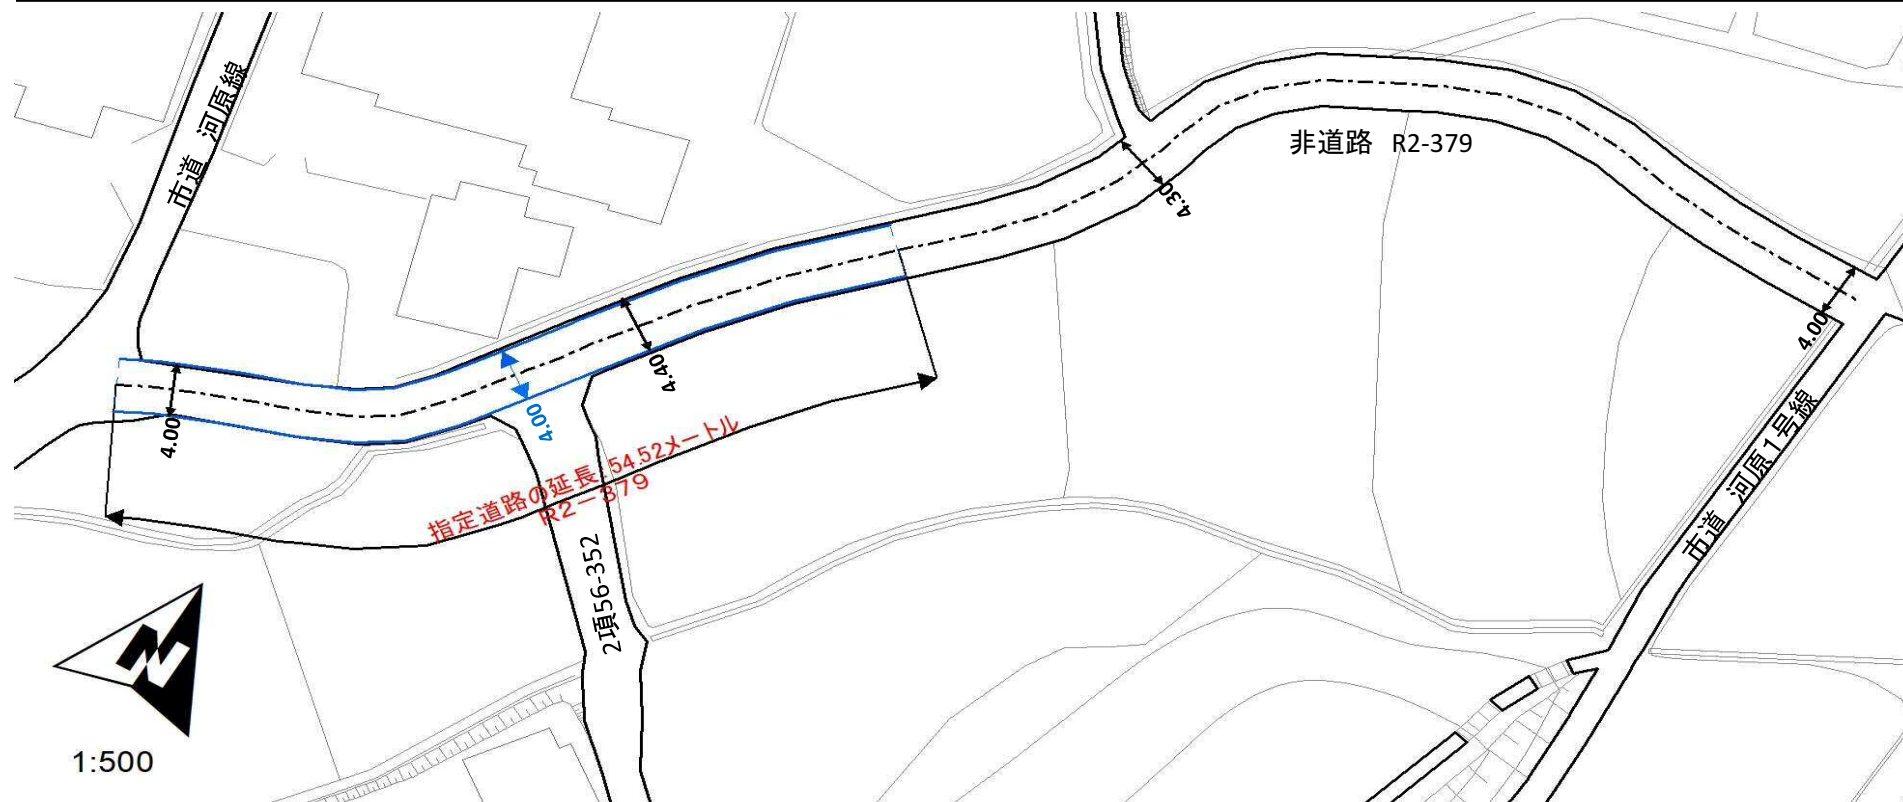 市道 河原線
非道路 R2-379
4.30
4.00
4.40
4.00
4.00
指定道路の延長 54.52メートル
R2-379
市道 河原1号線
2項56-352
N
1:500